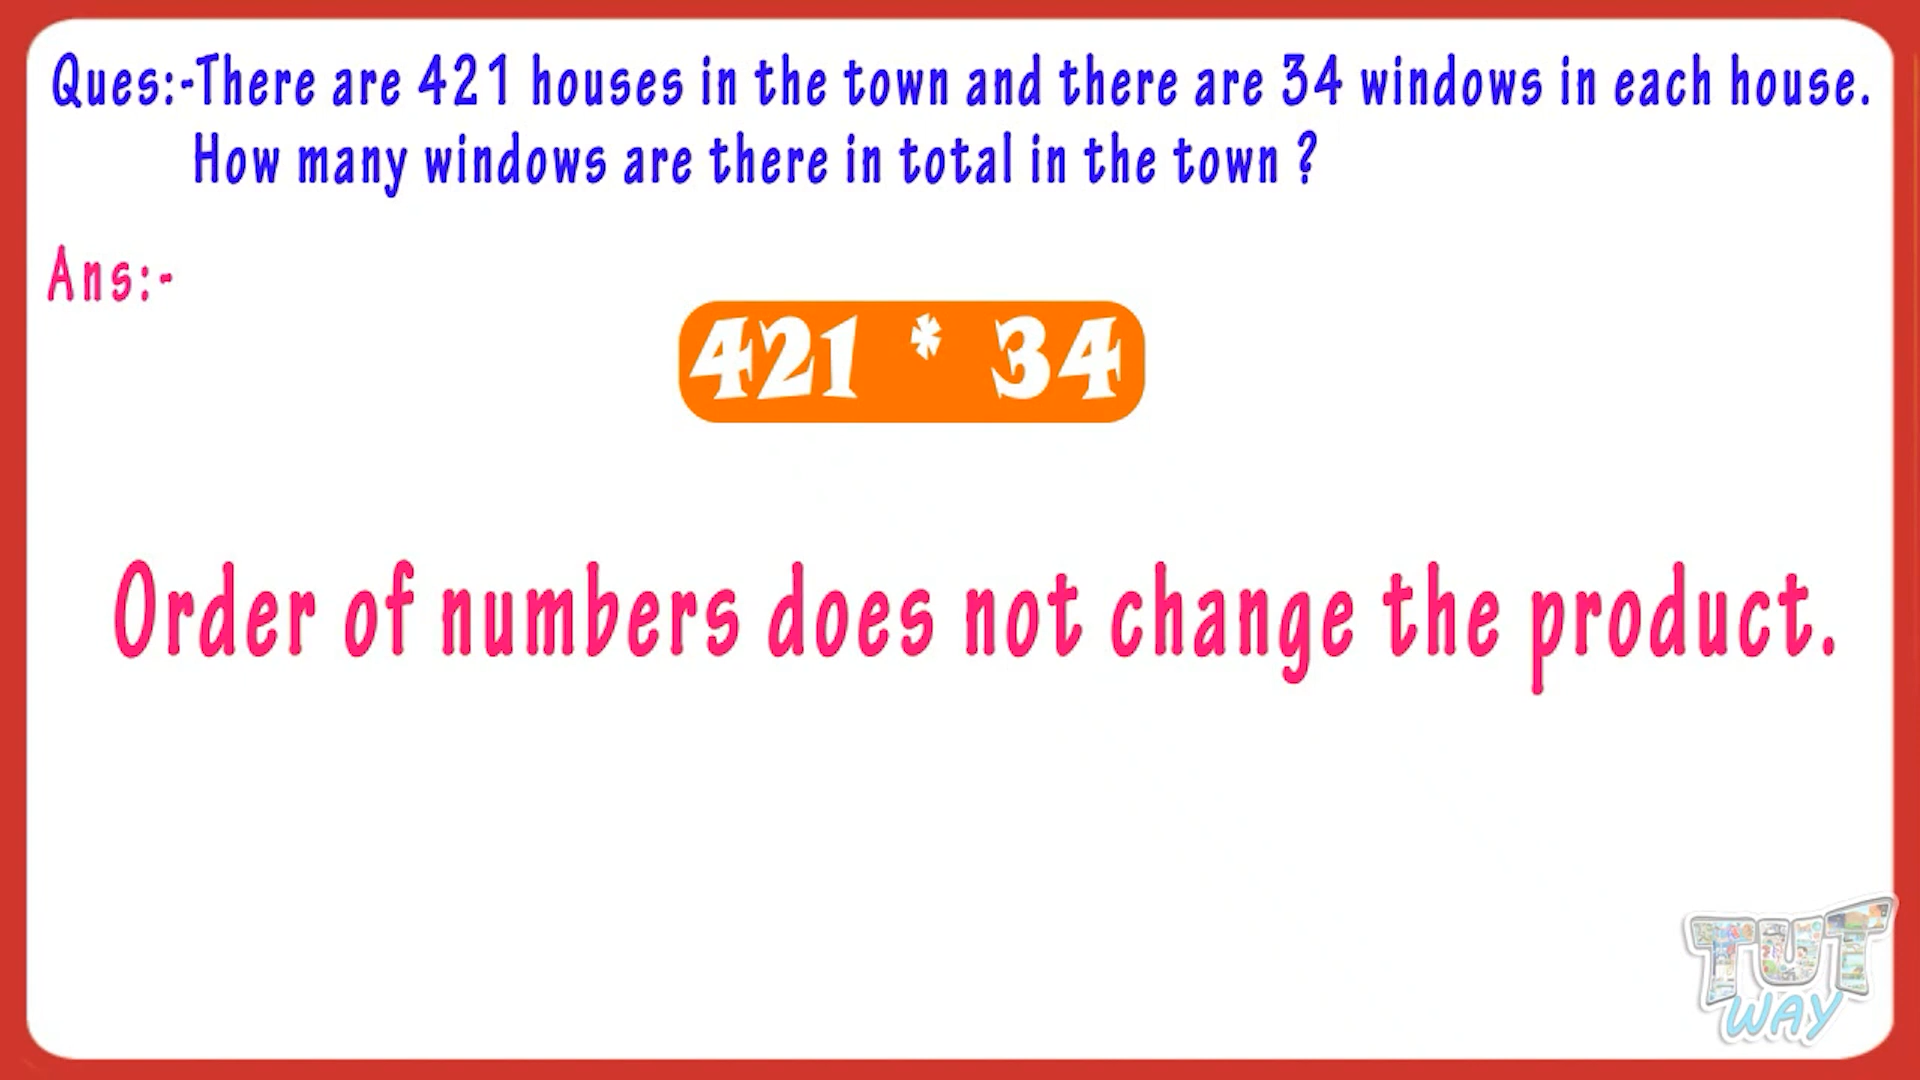 Ques:-There are 421 houses in the town and there are 34 windows in each house.
How many windows are there in total in the town ?
Ans:-
421 * 34
Order of numbers does not change the product.
TUT
WAY